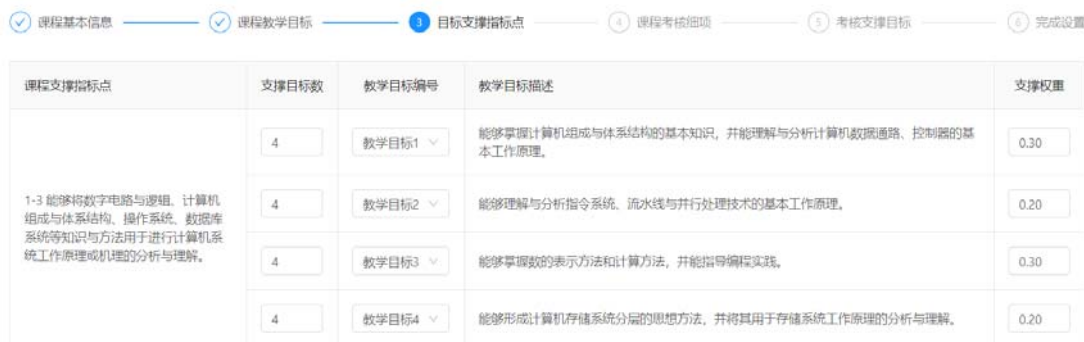 课程基本信息
课程教学目标
3 目标支撑指标点
4 课程考核细项
5 考核支撑目标
6 完成设置
课程支撑指标点 支撑目标数 教学目标编号 教学目标描述 支撑权重
1-3 能够将数字电路与逻辑、计算机
组成与体系结构、操作系统、数据库
系统等知识与方法用于进行计算机系
统工作原理或机理的分析与理解。
4 教学目标1 能够掌握计算机组成与体系结构的基本知识，并能理解与分析计算机数据通路、控制器的基
本工作原理。 0.30
4 教学目标2 能够理解与分析指令系统、流水线与并行处理技术的基本工作原理。 0.20
4 教学目标3 能够掌握数的表示方法和计算方法，并能指导编程实践。 0.30
4 教学目标4 能够形成计算机存储系统分层的思想方法，并将其用于存储系统工作原理的分析与理解。 0.20